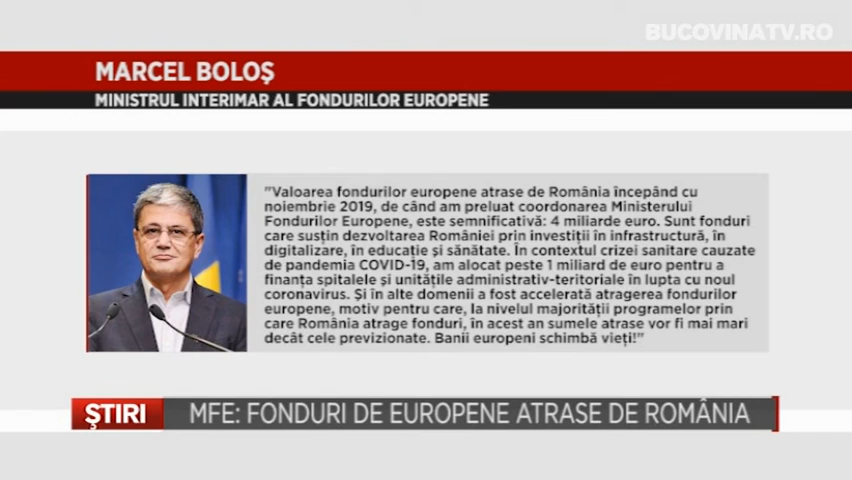 BUCOVINATV.RO
MARCEL BOLOȘ
MINISTRUL INTERIMAR AL FONDURILOR EUROPENE
"Valoarea fondurilor europene atrase de România începând cu
noiembrie 2019, de când am preluat coordonarea Ministerului
Fondurilor Europene, este semnificativă: 4 miliarde euro. Sunt fonduri
care susțin dezvoltarea României prin investiții în infrastructură, în
digitalizare, în educație și sănătate. În contextul crizei sanitare cauzate
de pandemia COVID-19, am alocat peste 1 miliard de euro pentru a
finanța spitalele și unitățile administrativ-teritoriale în lupta cu noul
coronavirus. Și în alte domenii a fost accelerată atragerea fondurilor
europene, motiv pentru care, la nivelul majorității programelor prin
care România atrage fonduri, în acest an sumele atrase vor fi mai mari
decât cele previzionate. Banii europeni schimbă vieți!"
ȘTIRI
MFE: FONDURI DE EUROPENE ATRASE DE ROMÂNIA